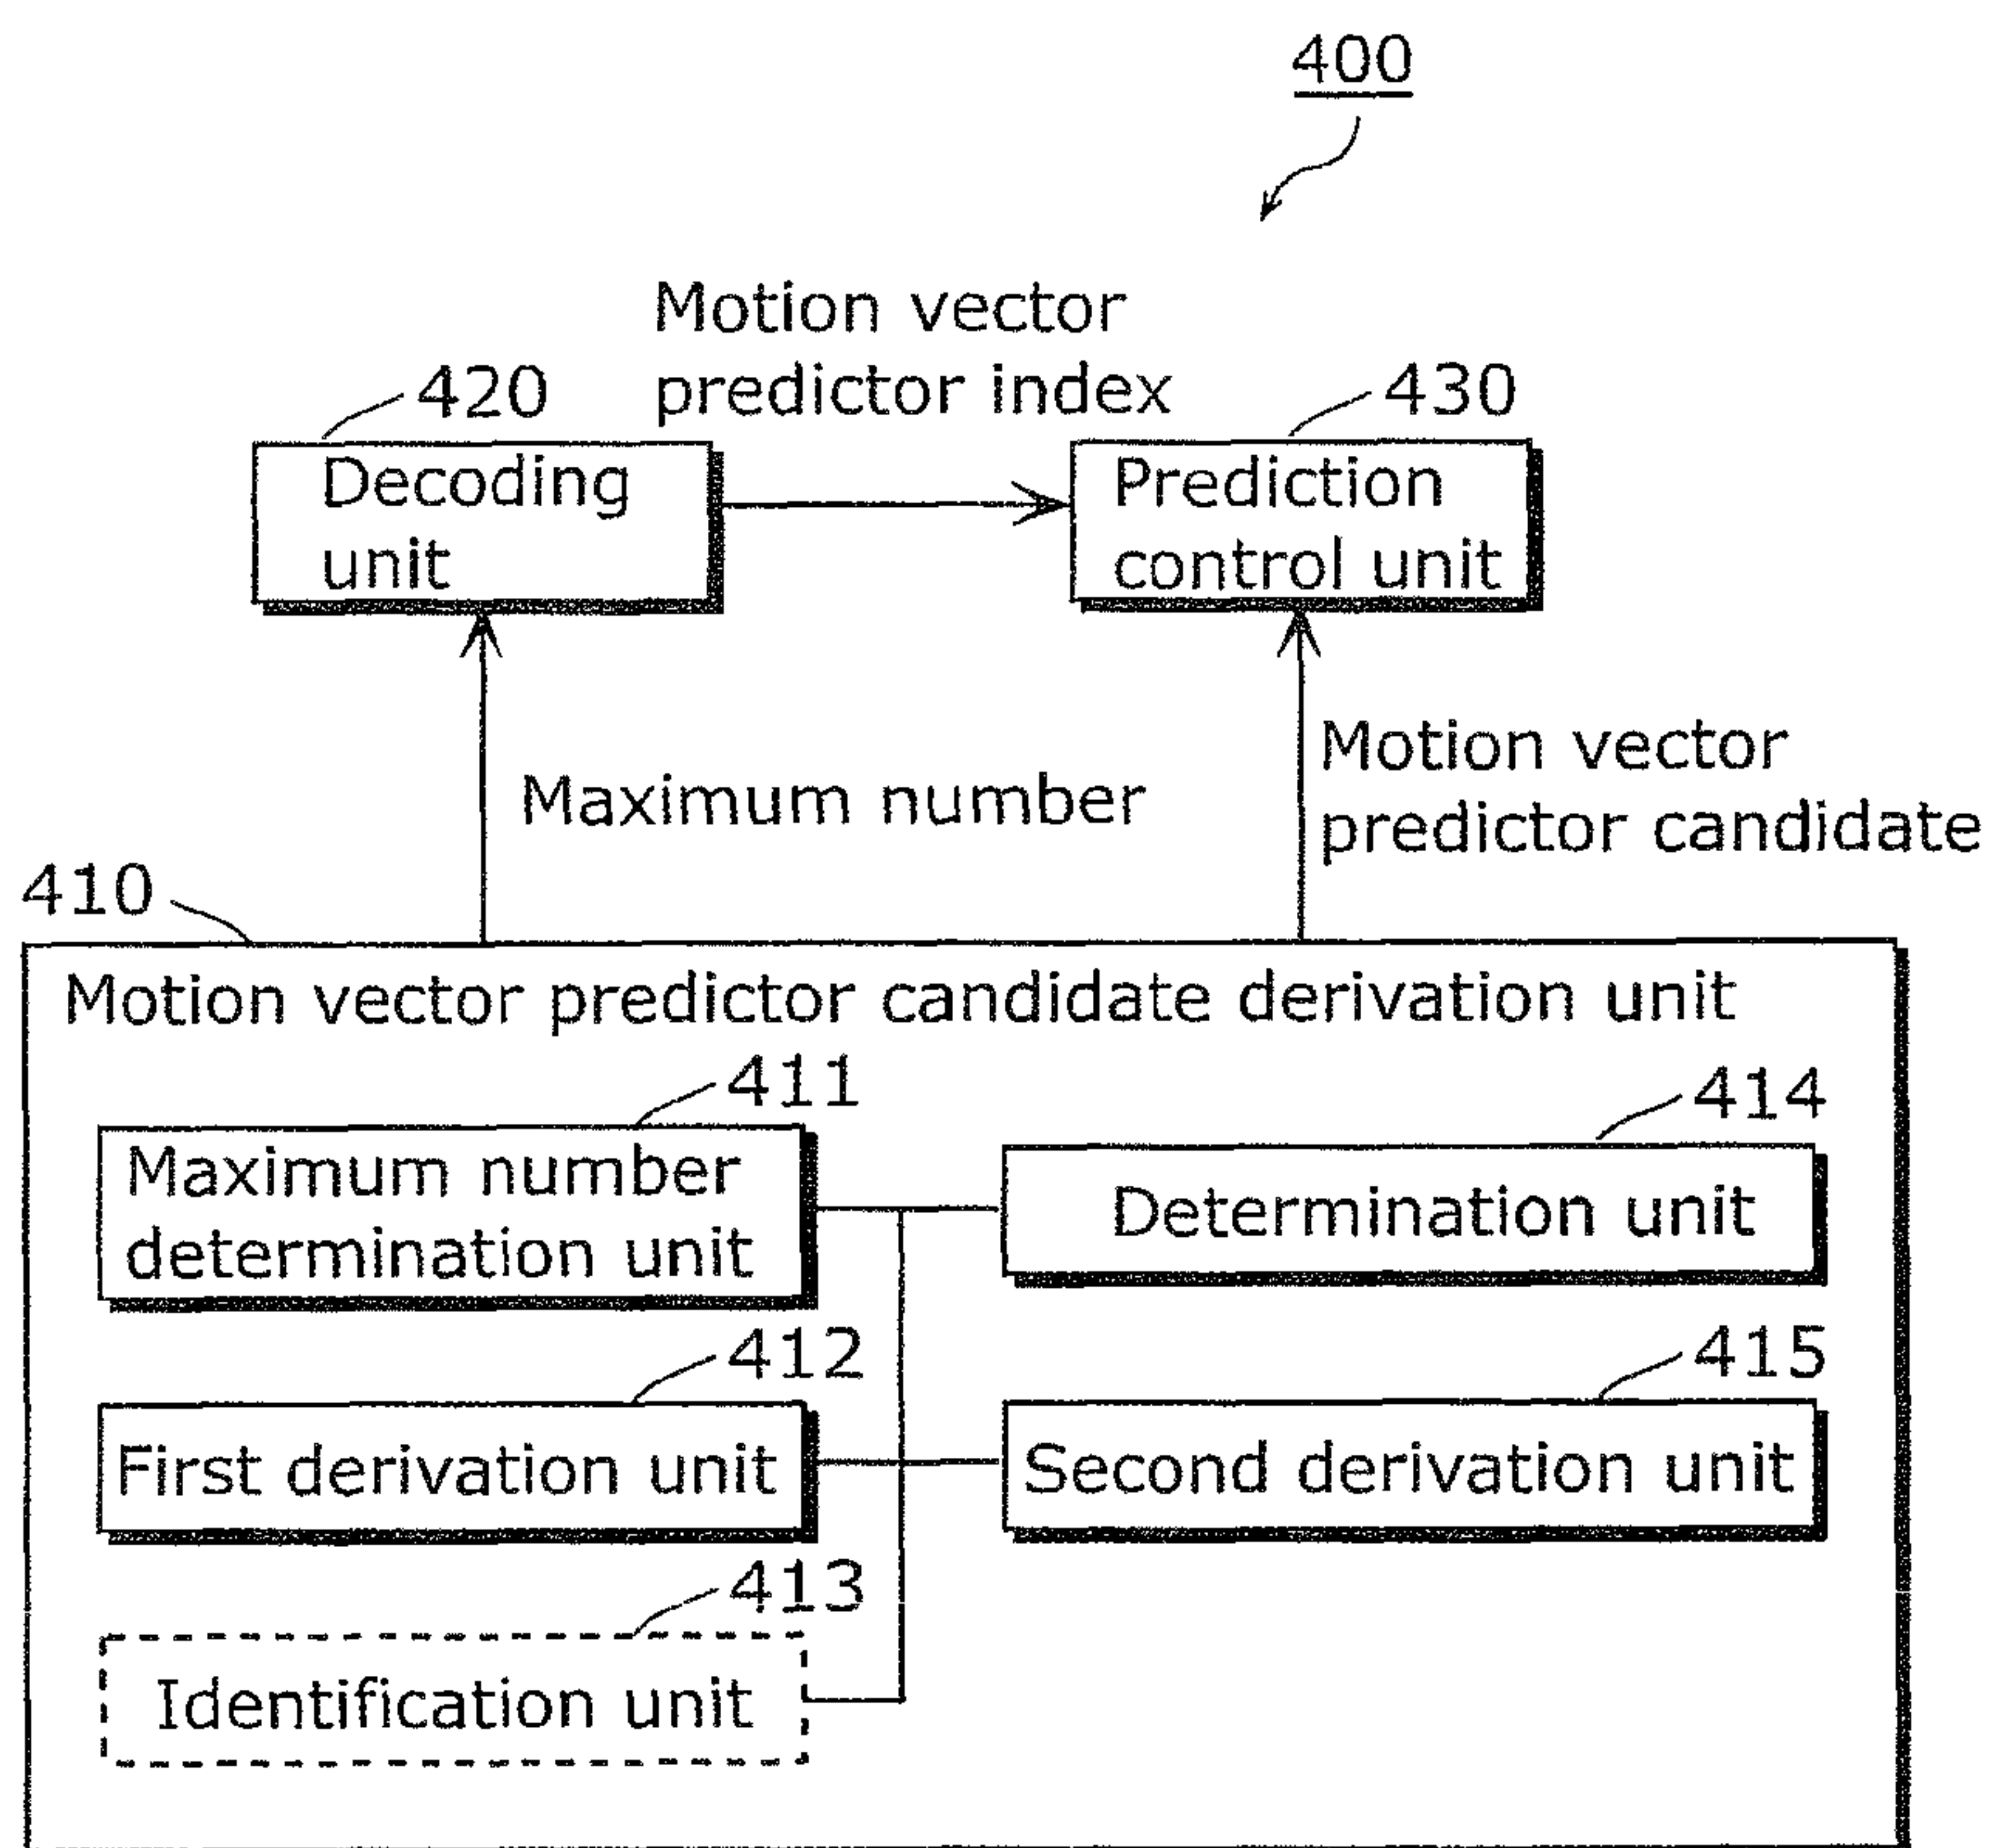 400
Motion vector
predictor index
420
430
Decoding
unit
Prediction
control unit
Maximum number
Motion vector
predictor candidate
410
Motion vector predictor candidate derivation unit
411
414
Maximum number
determination unit
Determination unit
412
415
First derivation unit
Second derivation unit
413
Identification unit